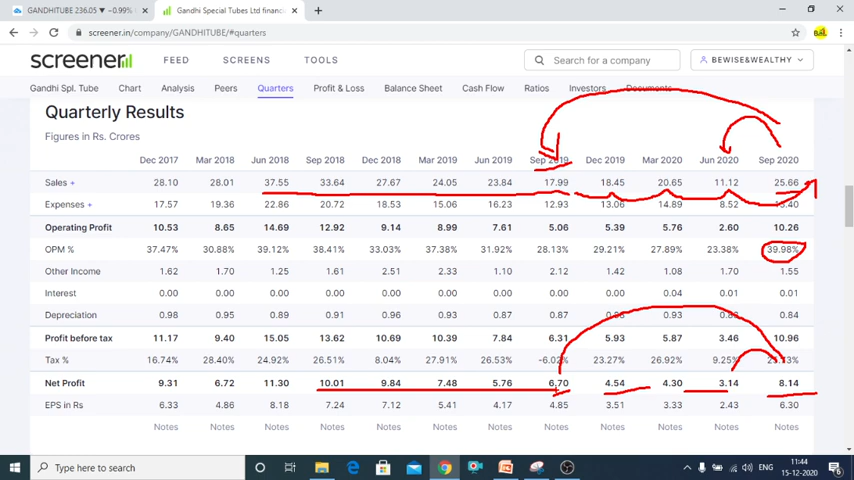 GANDHITUBE 236.05 ▼ −0.99%
Gandhi Special Tubes Ltd financi
screener.in/company/GANDHITUBE/#quarters
screener
FEED SCREENS TOOLS
Search for a company
BEWISE&WEALTHY
Gandhi Spl. Tube Chart Analysis Peers Quarters Profit & Loss Balance Sheet Cash Flow Ratios Investors Documents
Quarterly Results
Figures in Rs. Crores
Dec 2017 Mar 2018 Jun 2018 Sep 2018 Dec 2018 Mar 2019 Jun 2019 Sep 2019 Dec 2019 Mar 2020 Jun 2020 Sep 2020
Sales + 28.10 28.01 37.55 33.64 27.67 24.05 23.84 17.99 18.45 20.65 11.12 25.66
Expenses + 17.57 19.36 22.86 20.72 18.53 15.06 16.23 12.93 13.06 14.89 8.52 15.40
Operating Profit 10.53 8.65 14.69 12.92 9.14 8.99 7.61 5.06 5.39 5.76 2.60 10.26
OPM % 37.47% 30.88% 39.12% 38.41% 33.03% 37.38% 31.92% 28.13% 29.21% 27.89% 23.38% 39.98%
Other Income 1.62 1.70 1.25 1.61 2.51 2.33 1.10 2.12 1.42 1.08 1.70 1.55
Interest 0.00 0.00 0.00 0.00 0.00 0.00 0.00 0.00 0.00 0.04 0.01 0.01
Depreciation 0.98 0.95 0.89 0.91 0.96 0.93 0.87 0.87 0.93 0.84
Profit before tax 11.17 9.40 15.05 13.62 10.69 10.39 7.84 6.31 5.93 5.87 3.46 10.96
Tax % 16.74% 28.40% 24.92% 26.51% 8.04% 27.91% 26.53% 23.27% 26.92% 9.25%
Net Profit 9.31 6.72 11.30 10.01 9.84 7.48 5.76 6.70 4.54 4.30 3.14 8.14
EPS in Rs 6.33 4.86 8.18 7.24 7.12 5.41 4.17 4.85 3.51 3.33 2.43 6.30
Notes Notes Notes Notes Notes Notes Notes Notes Notes Notes Notes Notes
Type here to search
ENG
11:44
15-12-2020